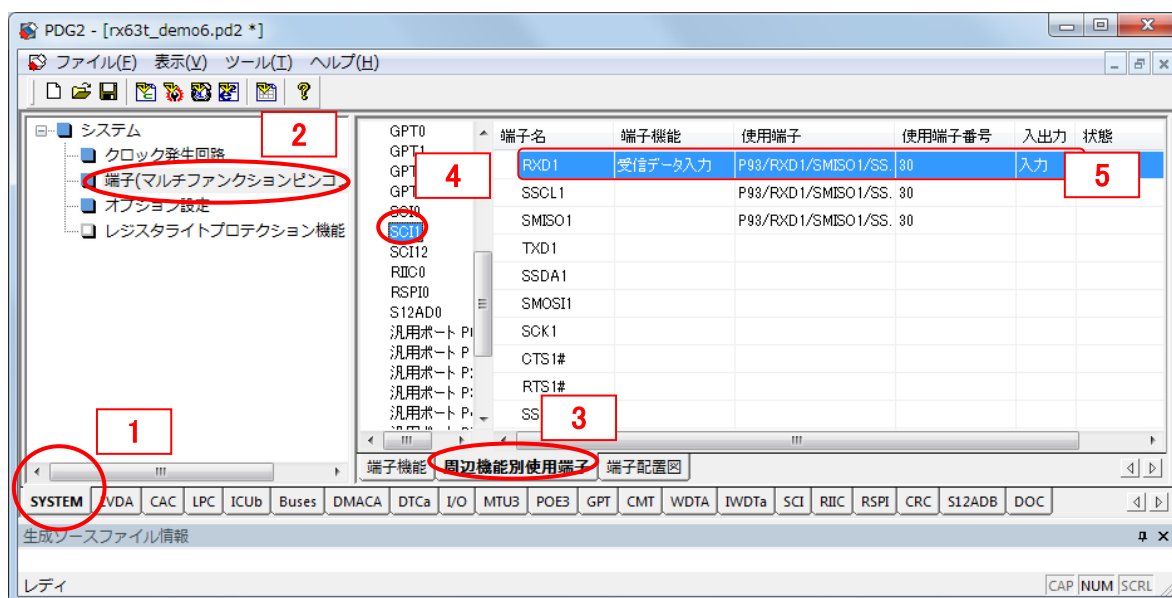 PDG2 - [rx63t_demo6.pd2 *]
ファイル(F) 表示(V) ツール(T) ヘルプ(H)
システム
クロック発生回路
端子(マルチファンクションピンコ
オプション設定
レジスタライトプロテクション機能
2
GPT0
GPT1
GPT
GPT
SCI0
SCI1
SCI12
RIIC0
RSPI0
S12AD0
汎用ポート P
汎用ポート P
汎用ポート P
汎用ポート P
汎用ポート P
4
端子名 端子機能 使用端子 使用端子番号 入出力 状態
RXD1 受信データ入力 P93/RXD1/SMISO1/SS. 30 入力
5
SSCL1 P93/RXD1/SMISO1/SS. 30
SMISO1 P93/RXD1/SMISO1/SS. 30
TXD1
SSDA1
SMOSI1
SCK1
CTS1#
RTS1#
SS
3
1
端子機能 周辺機能別使用端子 端子配置図
SYSTEM LVDA CAC LPC ICUb Buses DMACA DTCa I/O MTU3 POE3 GPT CMT WDTA IWDTa SCI RIIC RSPI CRC S12ADB DOC
生成ソースファイル情報
レディ
CAP NUM SCRL